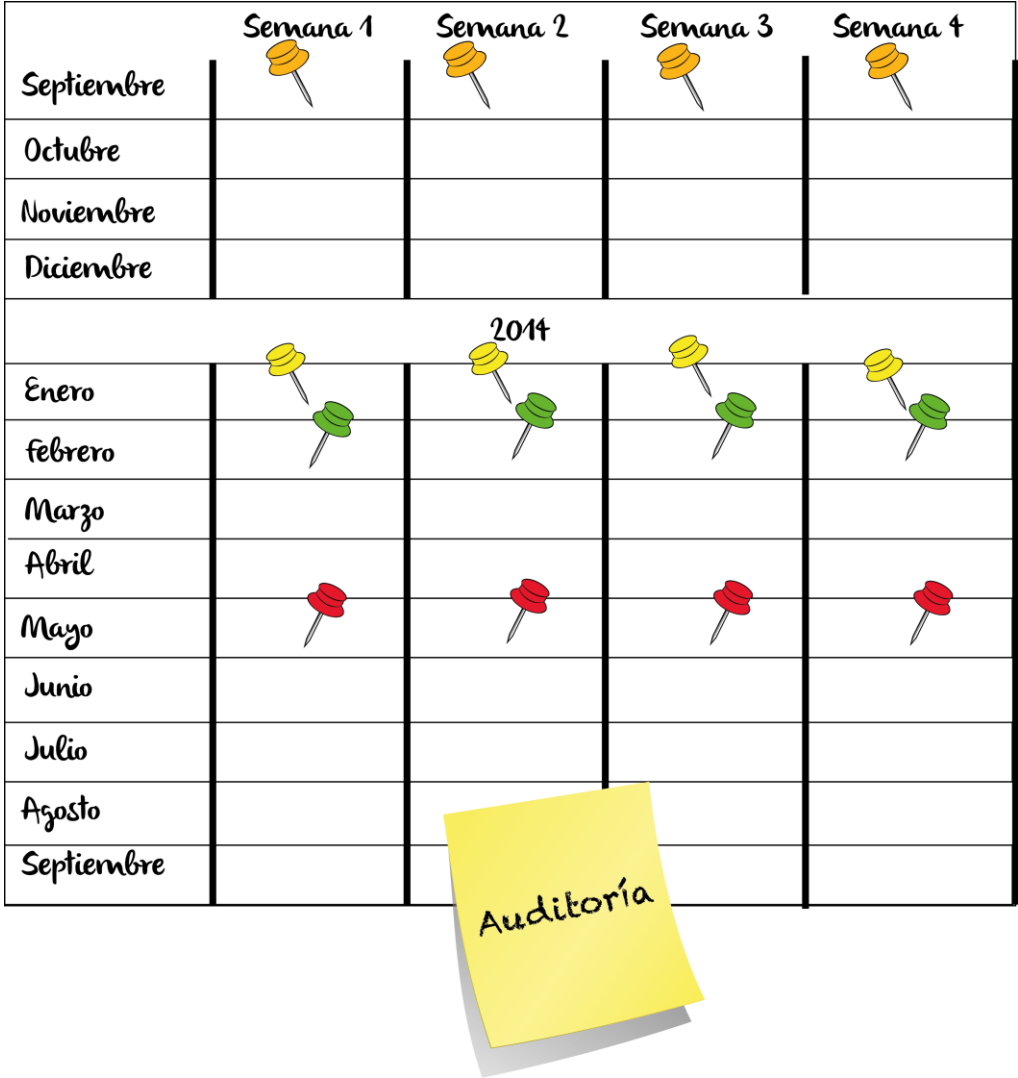 Semana 1 Semana 2 Semana 3 Semana 4
Septiembre
Octubre
Noviembre
Diciembre
2014
Enero
Febrero
Marzo
Abril
Mayo
Junio
Julio
Agosto
Septiembre
Auditoría